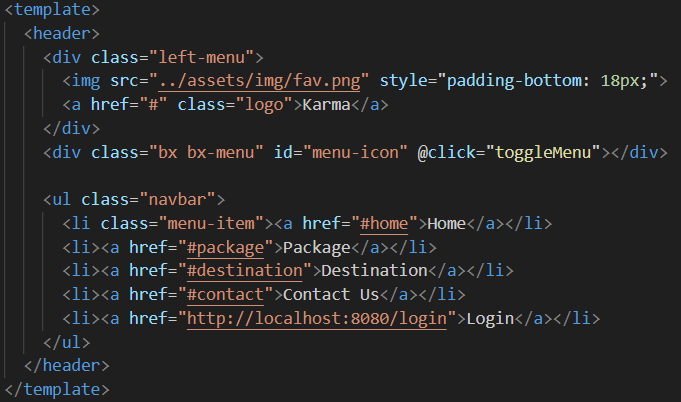 <template>
  <header>
    <div class="left-menu">
      <img src="../assets/img/fav.png" style="padding-bottom: 18px;">
      <a href="#" class="logo">Karma</a>
    </div>
    <div class="bx bx-menu" id="menu-icon" @click="toggleMenu"></div>

    <ul class="navbar">
      <li class="menu-item"><a href="#home">Home</a></li>
      <li><a href="#package">Package</a></li>
      <li><a href="#destination">Destination</a></li>
      <li><a href="#contact">Contact Us</a></li>
      <li><a href="http://localhost:8080/login">Login</a></li>
    </ul>
  </header>
</template>